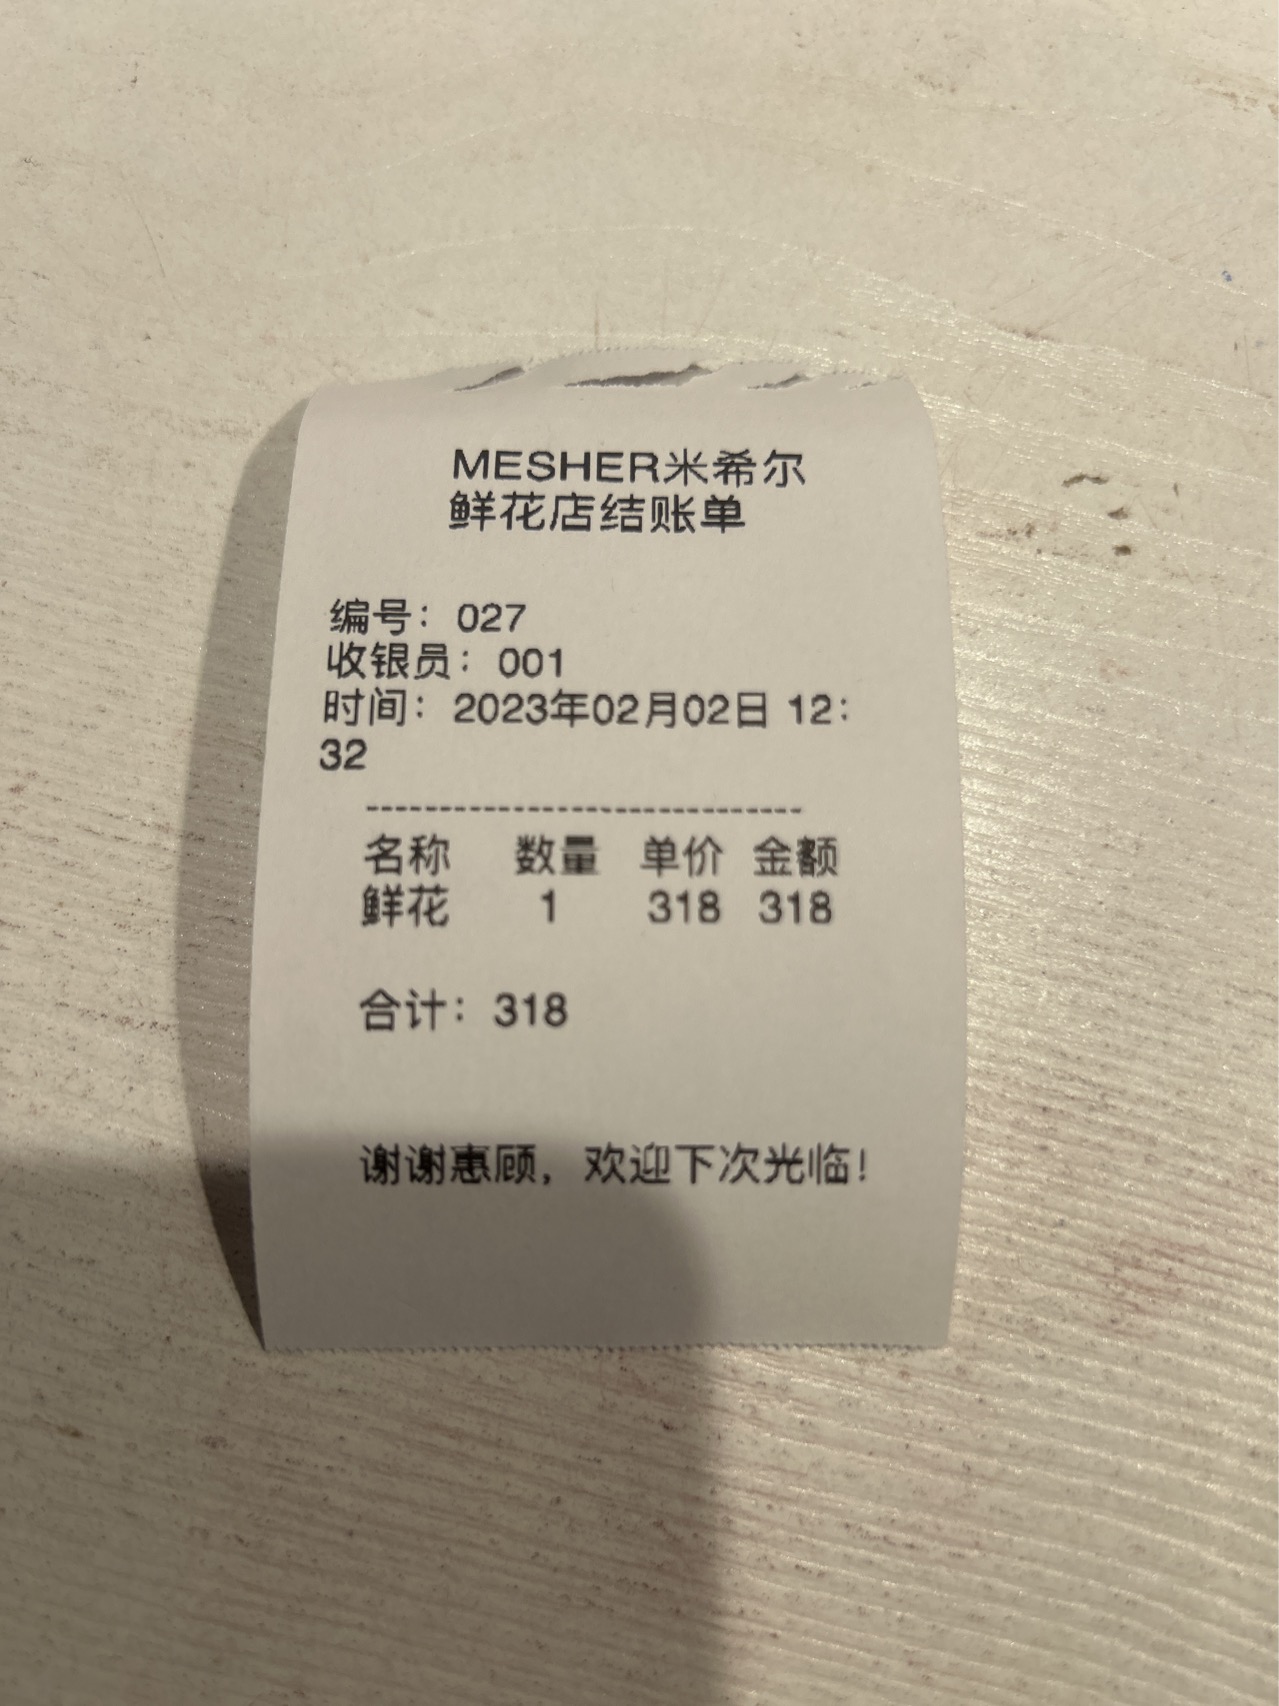 MESHER米希尔
鲜花店结账单
编号：027
收银员：001
时间：2023年02月02日 12:
32
------------------------------
名称 数量 单价 金额
鲜花 1 318 318
合计：318
谢谢惠顾，欢迎下次光临！